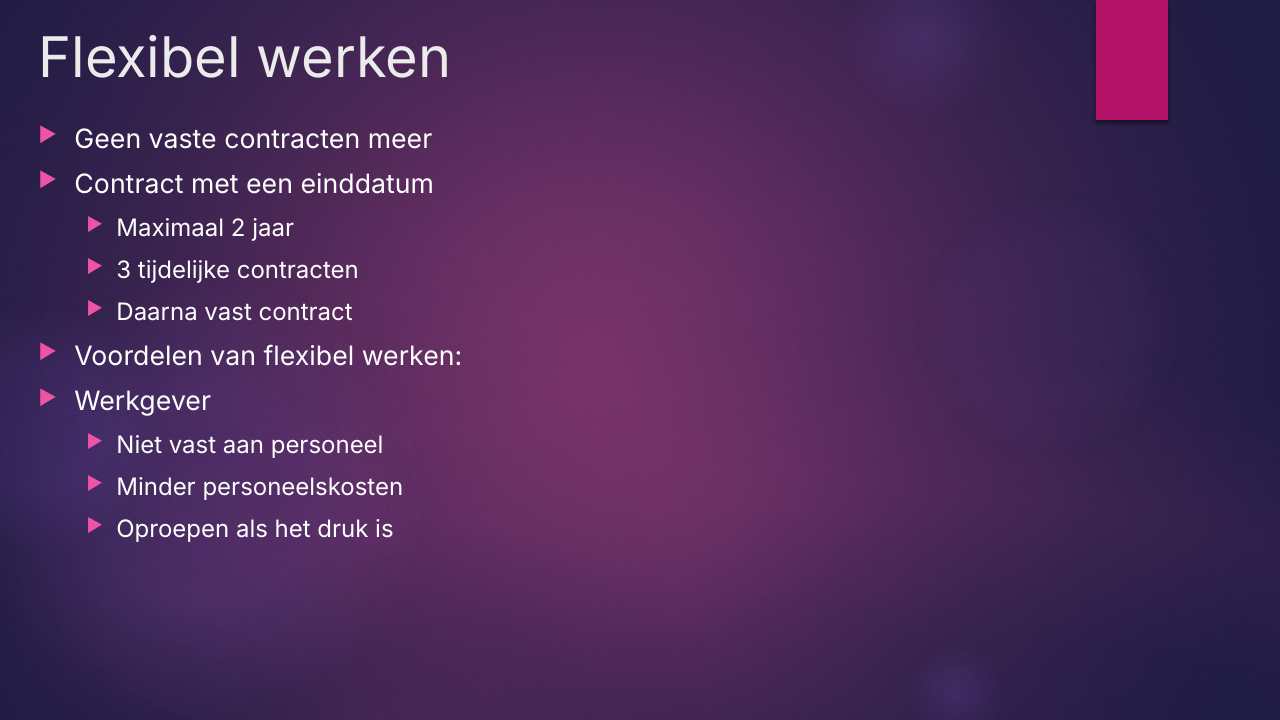 Flexibel werken
Geen vaste contracten meer
Contract met een einddatum
Maximaal 2 jaar
3 tijdelijke contracten
Daarna vast contract
Voordelen van flexibel werken:
Werkgever
Niet vast aan personeel
Minder personeelskosten
Oproepen als het druk is